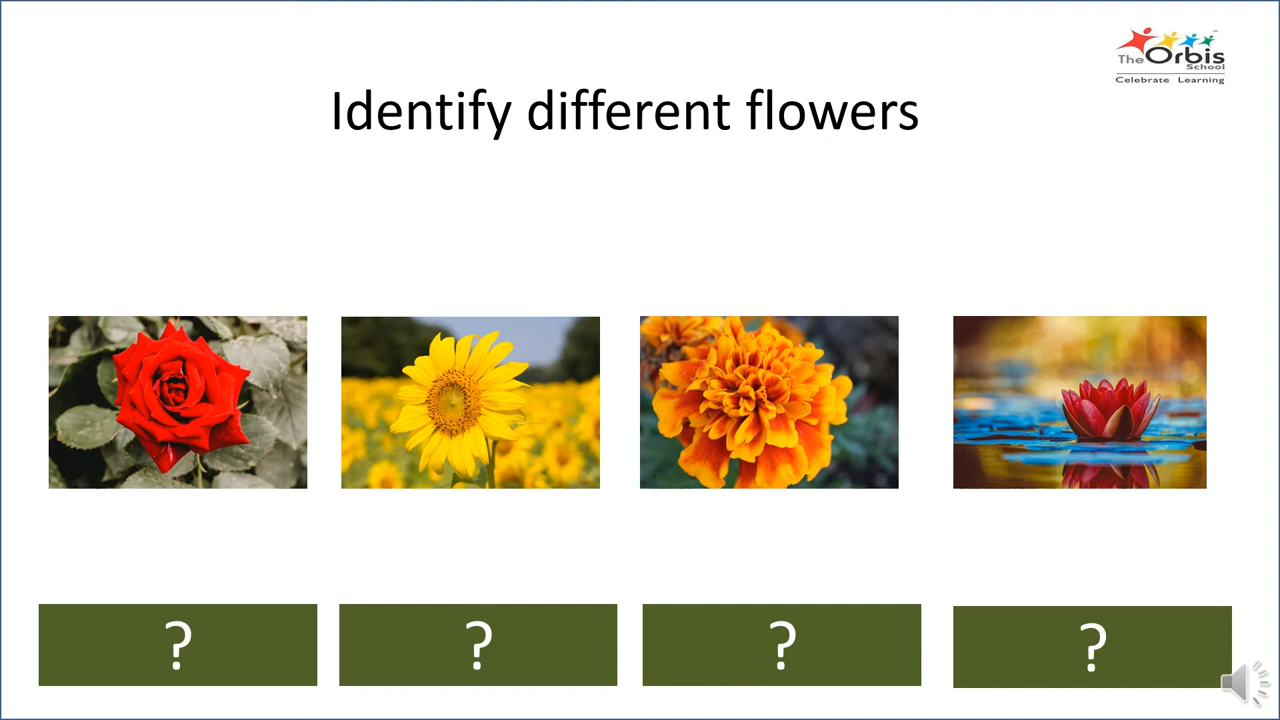 The Orbis
School
Celebrate Learning
Identify different flowers
? ? ? ?